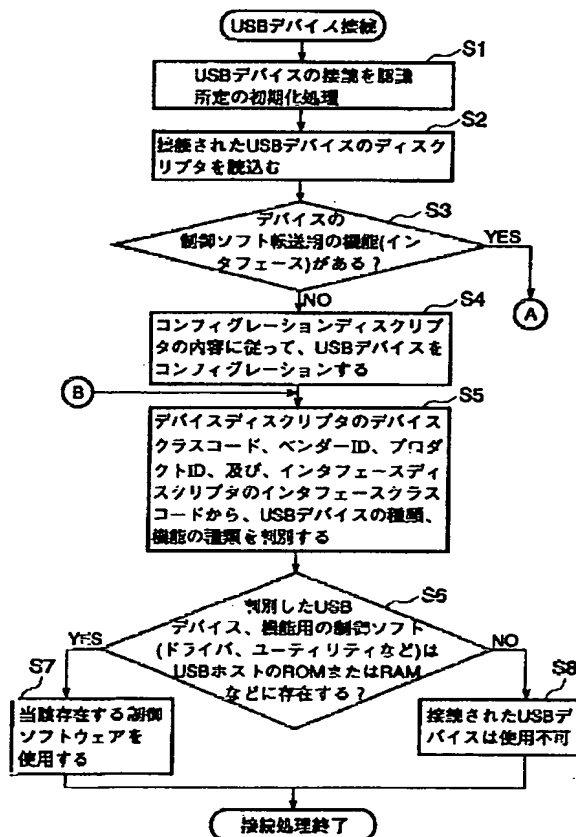 USBデバイス接続
S1
USBデバイスの接続を認識
所定の初期化処理
S2
接続されたUSBデバイスのディスク
リプタを読込む
S3
デバイスの
制御ソフト転送用の機能(イン
タフェース)がある?
YES
A
NO
S4
コンフィグレーションディスクリプ
タの内容に従って、USBデバイスを
コンフィグレーションする
B
S5
デバイスディスクリプタのデバイス
クラスコード、ベンダーID、プロダ
クトID、及び、インタフェースディ
スクリプタのインタフェースクラス
コードから、USBデバイスの種類、
機能の種類を判別する
S6
判別したUSB
デバイス、機能用の制御ソフト
(ドライバ、ユーティリティなど)は
USBホストのROMまたはRAM
などに存在する?
YES
NO
S7
当該存在する制御
ソフトウェアを
使用する
S8
接続されたUSBデ
バイスは使用不可
接続処理終了